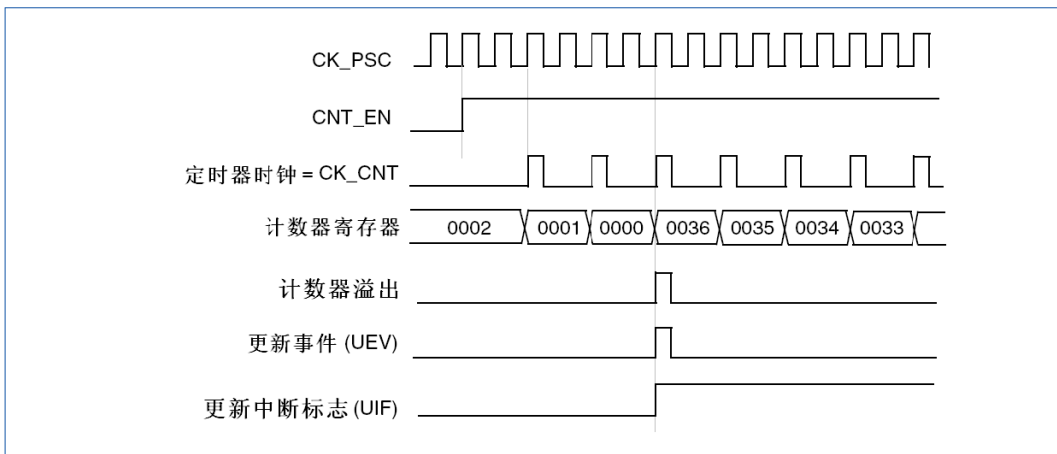 CK_PSC
CNT_EN
定时器时钟 = CK_CNT
计数器寄存器 0002 0001 0000 0036 0035 0034 0033
计数器溢出
更新事件 (UEV)
更新中断标志 (UIF)